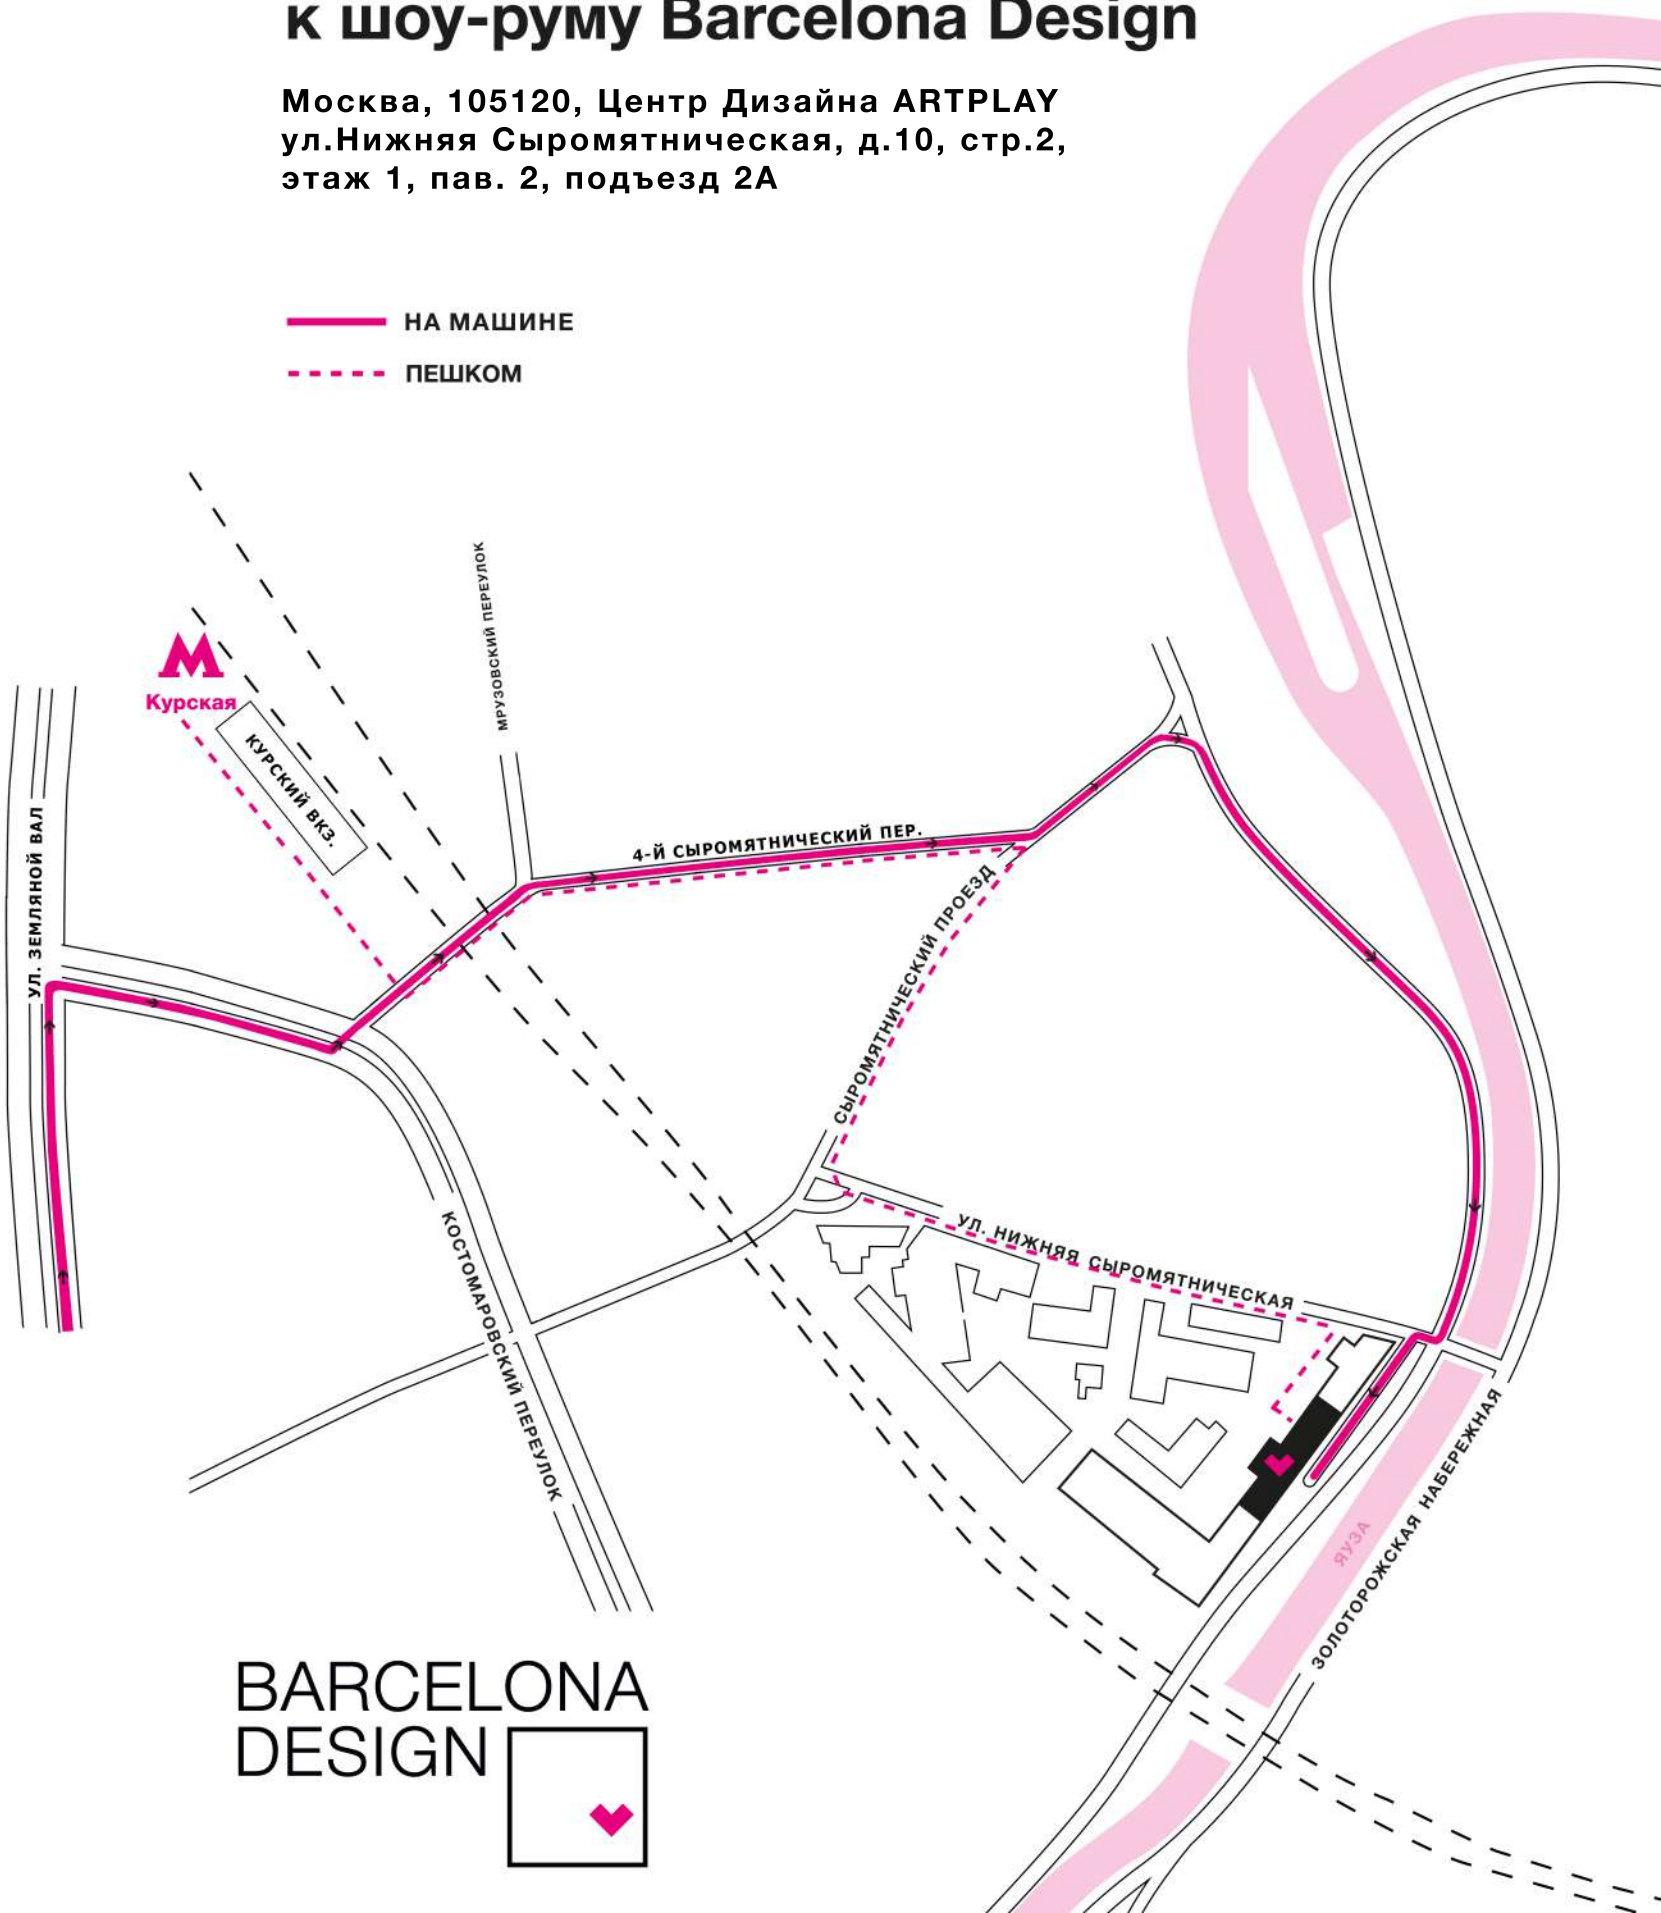 к шоу-руму Barcelona Design
Москва, 105120, Центр Дизайна ARTPLAY
ул.Нижняя Сыромятническая, д.10, стр.2,
этаж 1, пав. 2, подъезд 2А
НА МАШИНЕ
ПЕШКОМ
МРУЗОВСКИЙ ПЕРЕУЛОК
Курская
КУРСКИЙ ВКЗ.
УЛ. ЗЕМЛЯНОЙ ВАЛ
4-Й СЫРОМЯТНИЧЕСКИЙ ПЕР.
СЫРОМЯТНИЧЕСКИЙ ПРОЕЗД
УЛ. НИЖНЯЯ СЫРОМЯТНИЧЕСКАЯ
КОСТОМАРОВСКИЙ ПЕРЕУЛОК
ЯУЗА
ЗОЛОТОРОЖСКАЯ НАБЕРЕЖНАЯ
BARCELONA
DESIGN